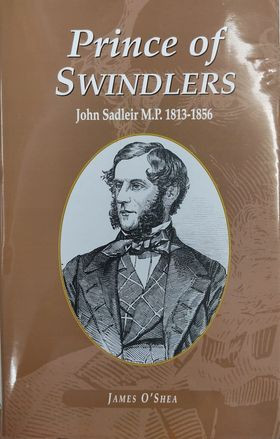 Prince of
SWINDLERS
John Sadleir M.P. 1813-1856
JAMES O'SHEA